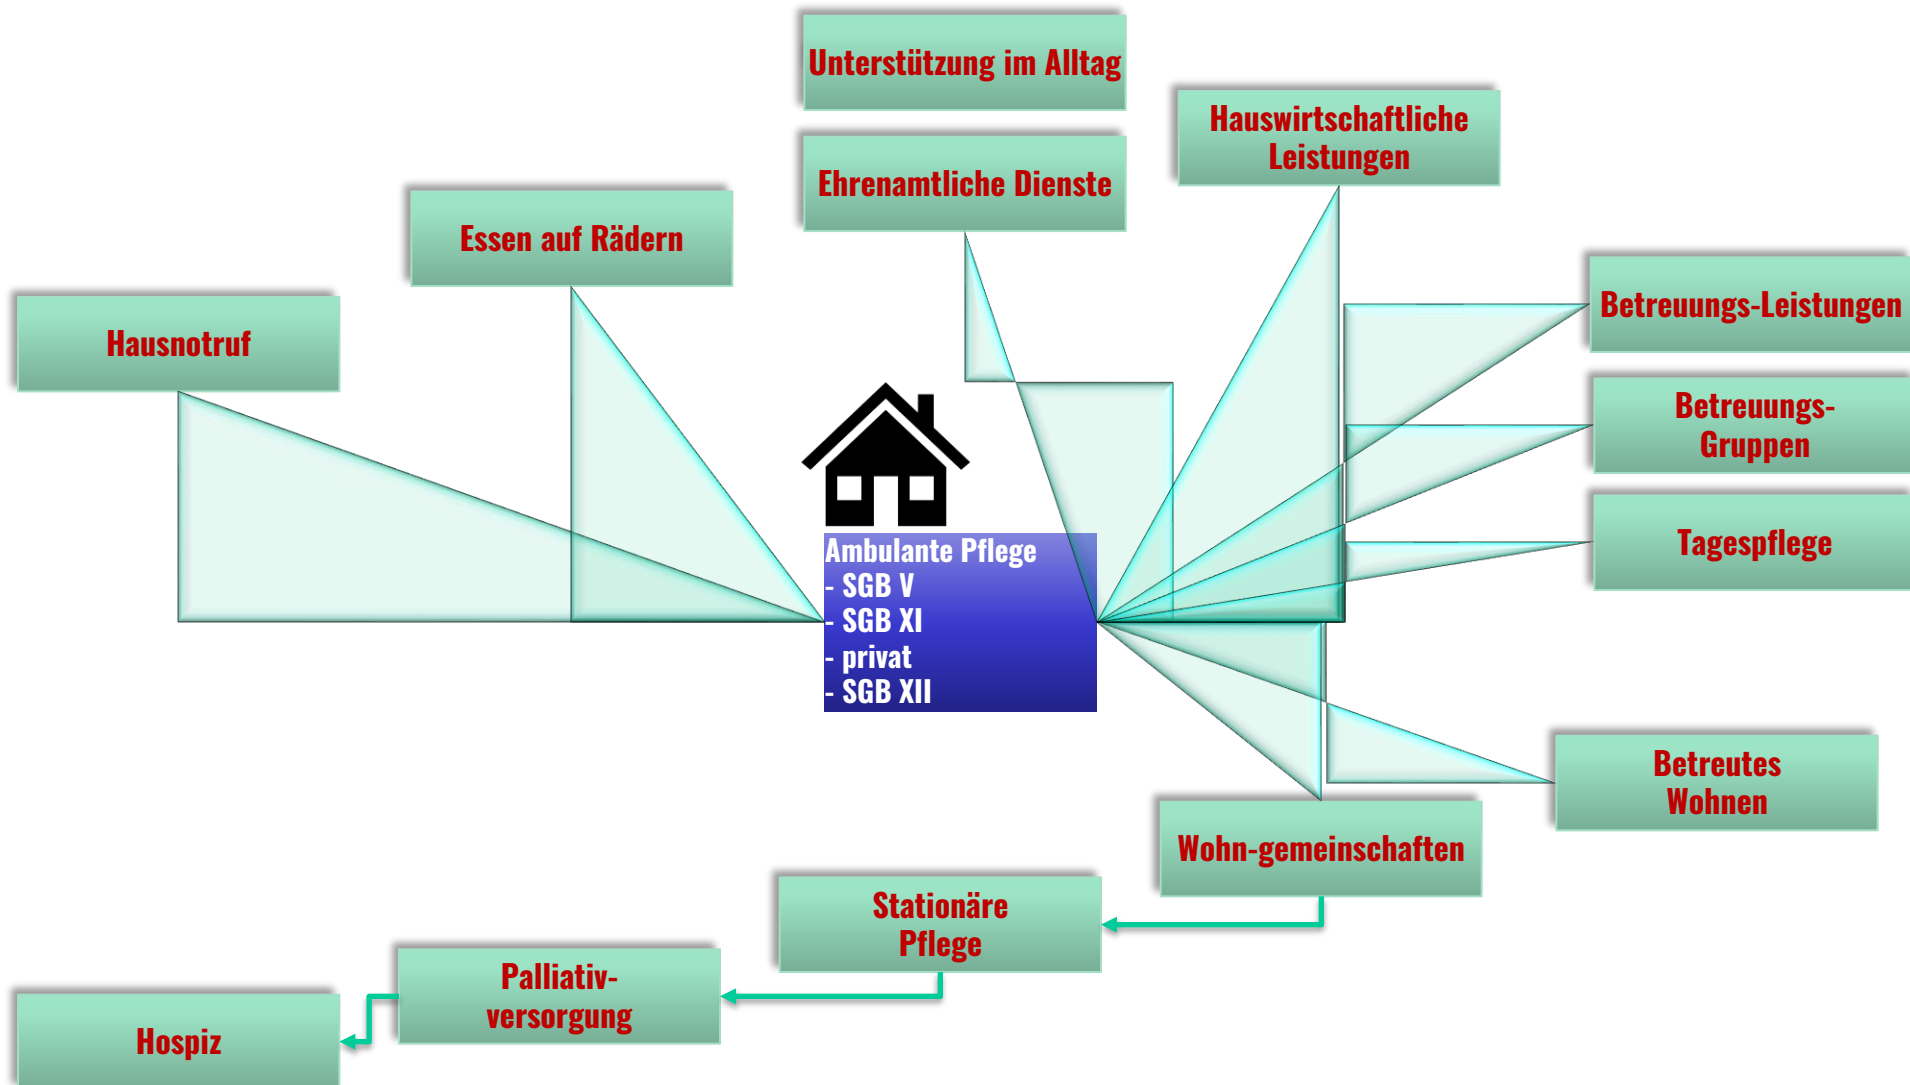 Unterstützung im Alltag
Hauswirtschaftliche
Leistungen
Ehrenamtliche Dienste
Essen auf Rädern
Hausnotruf
Betreuungs-Leistungen
Betreuungs-
Gruppen
Tagespflege
Ambulante Pflege
- SGB V
- SGB XI
- privat
- SGB XII
Betreutes
Wohnen
Wohn-gemeinschaften
Stationäre
Pflege
Palliativ-
versorgung
Hospiz